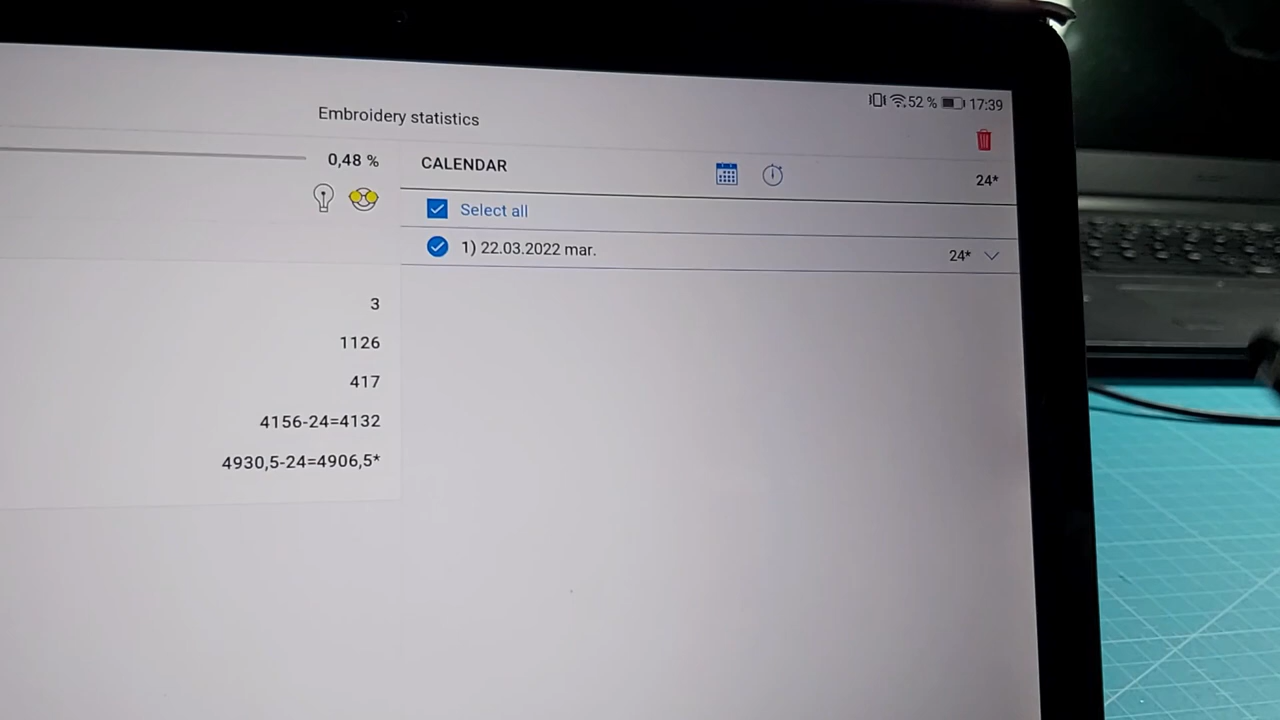 52 % 17:39
Embroidery statistics
0,48 %
CALENDAR
24*
Select all
1) 22.03.2022 mar.
24*
3
1126
417
4156-24=4132
4930,5-24=4906,5*